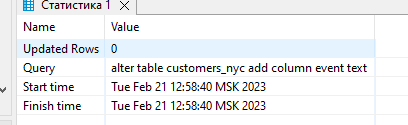 Статистика 1
Name Value
Updated Rows 0
Query alter table customers_nyc add column event text
Start time Tue Feb 21 12:58:40 MSK 2023
Finish time Tue Feb 21 12:58:40 MSK 2023